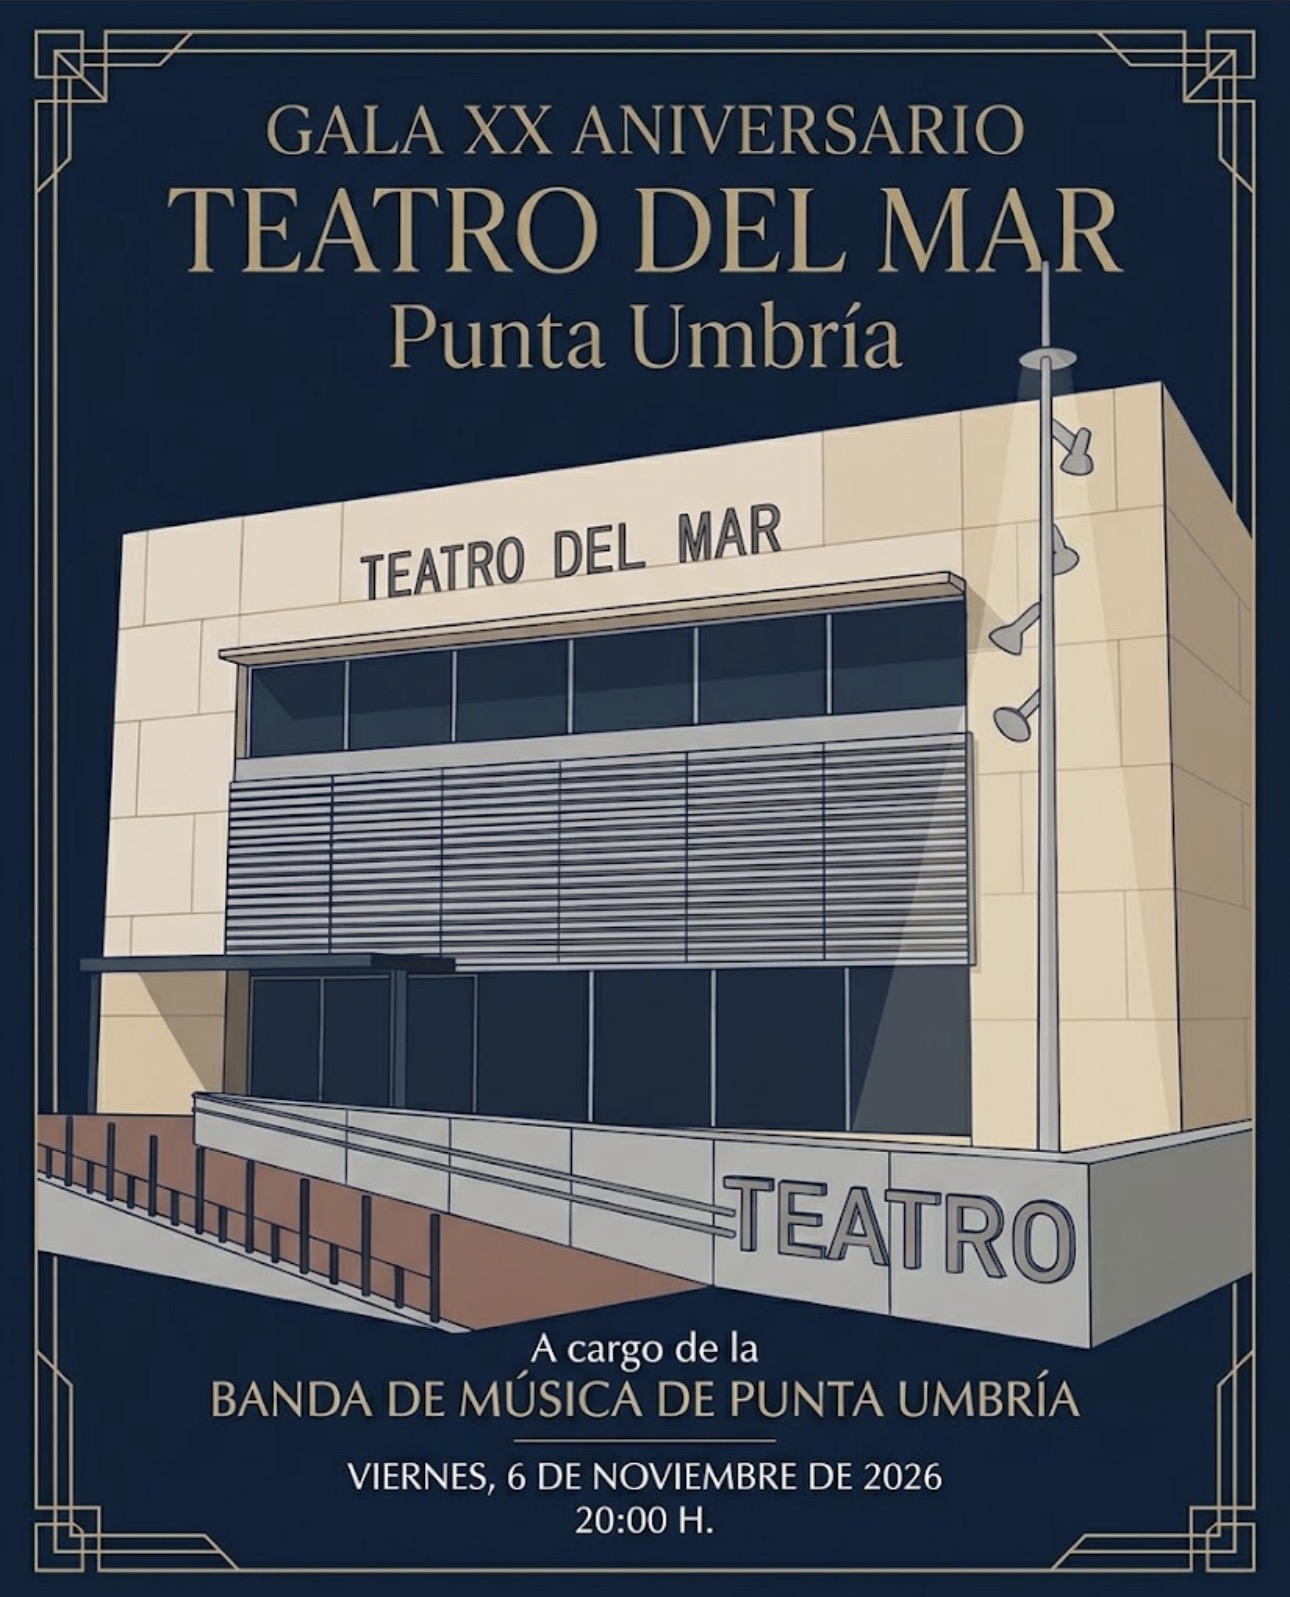 GALA XX ANIVERSARIO
TEATRO DEL MAR
Punta Umbría
TEATRO DEL MAR
TEATRO
A cargo de la
BANDA DE MÚSICA DE PUNTA UMBRÍA
VIERNES, 6 DE NOVIEMBRE DE 2026
20:00 H.